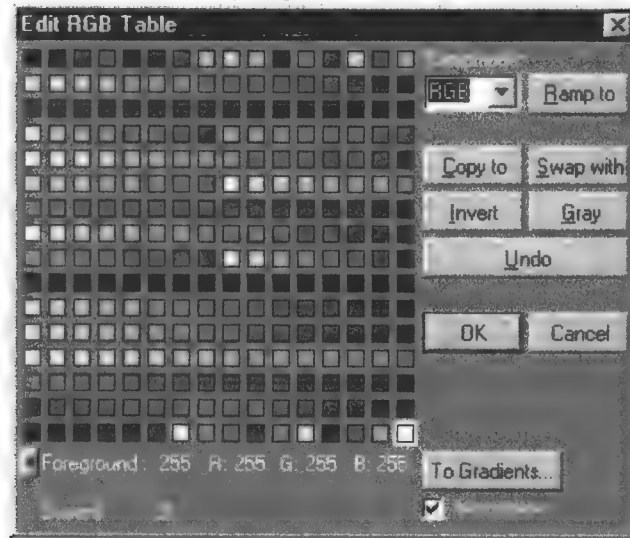 Edit RGB Table
RGB
Ramp to
Copy to
Swap with
Invert
Gray
Undo
OK
Cancel
Foreground: 255 R: 255 G: 255 B: 255
To Gradients...